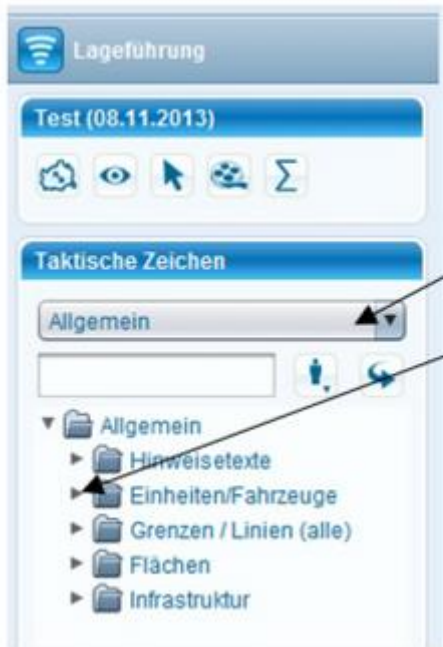 Lageführung
Test (08.11.2013)
Σ
Taktische Zeichen
Allgemein
Allgemein
Hinweisetexte
Einheiten/Fahrzeuge
Grenzen / Linien (alle)
Flächen
Infrastruktur